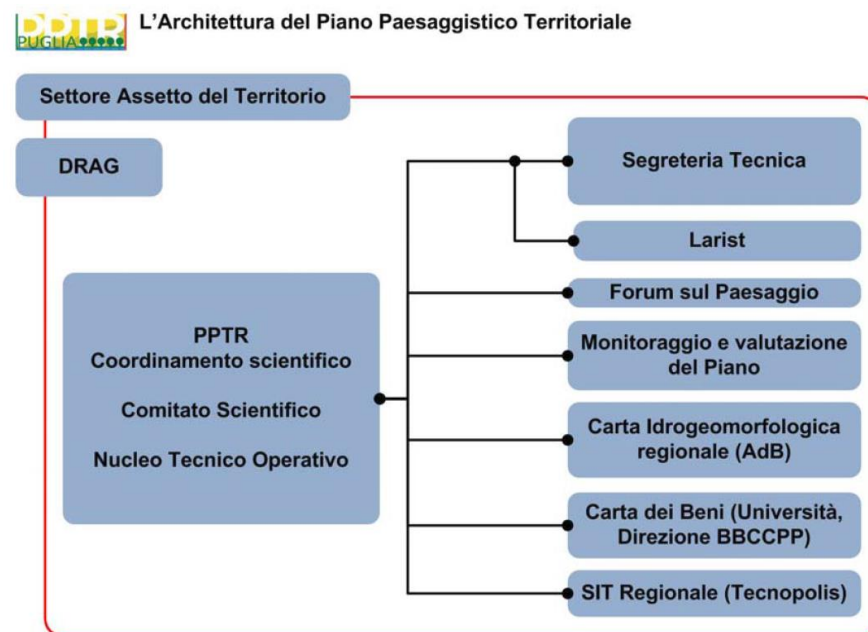 PPTR
PUGLIA
L'Architettura del Piano Paesaggistico Territoriale
Settore Assetto del Territorio
DRAG
PPTR
Coordinamento scientifico
Comitato Scientifico
Nucleo Tecnico Operativo
Segreteria Tecnica
Larist
Forum sul Paesaggio
Monitoraggio e valutazione
del Piano
Carta Idrogeomorfologica
regionale (AdB)
Carta dei Beni (Università,
Direzione BBCCPP)
SIT Regionale (Tecnopolis)